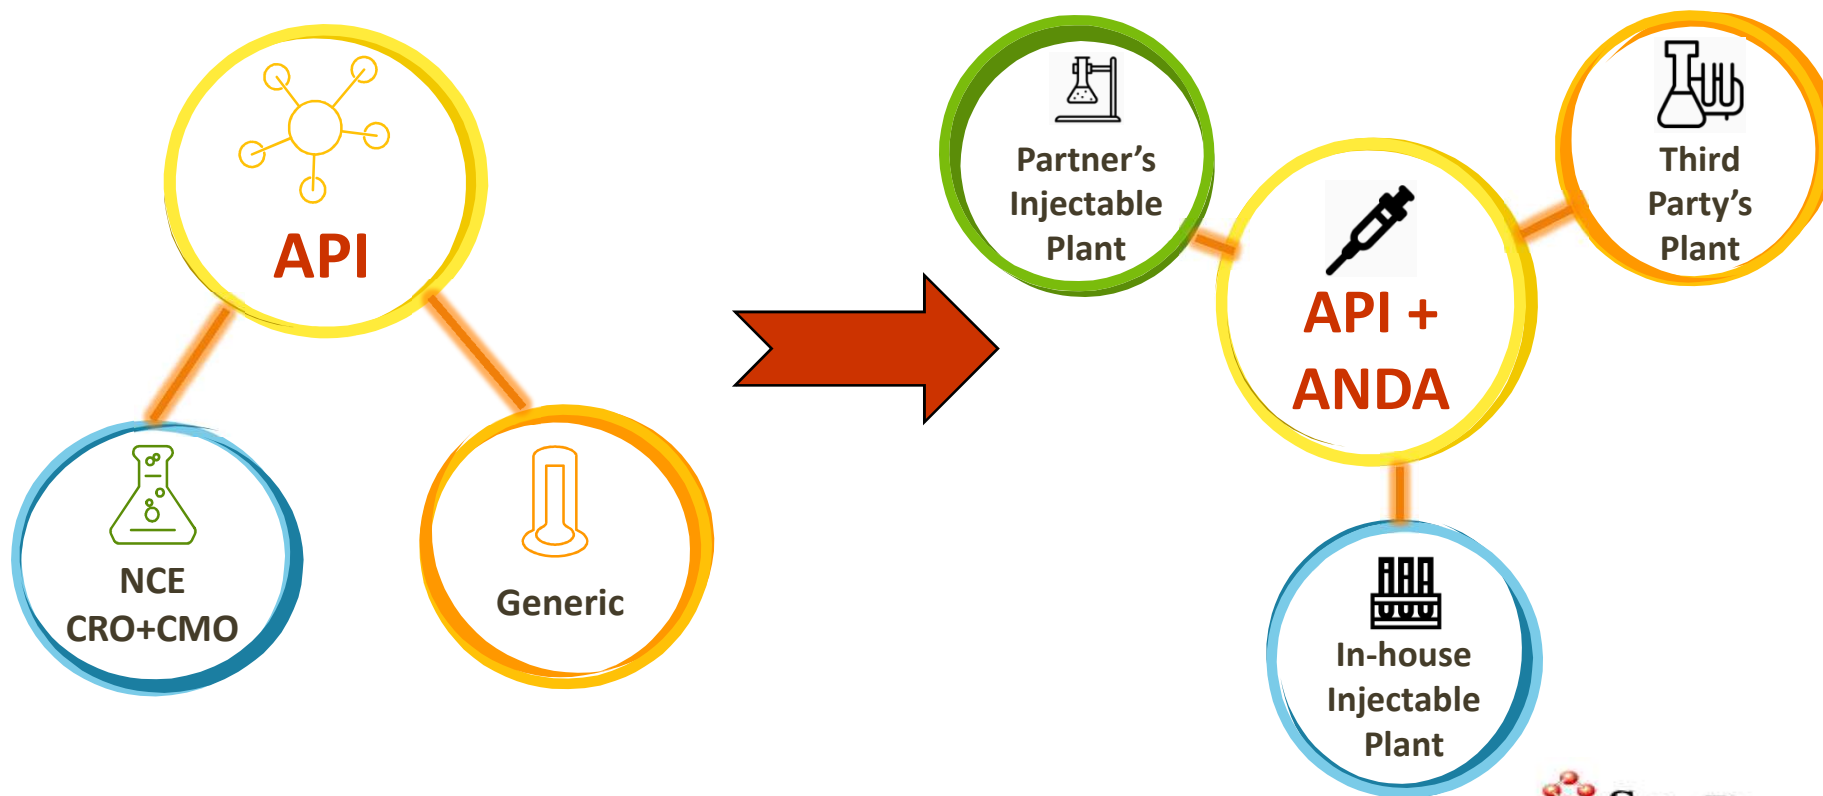 API
NCE
CRO+CMO
Generic
Partner’s
Injectable
Plant
API +
ANDA
Third
Party’s
Plant
In-house
Injectable
Plant